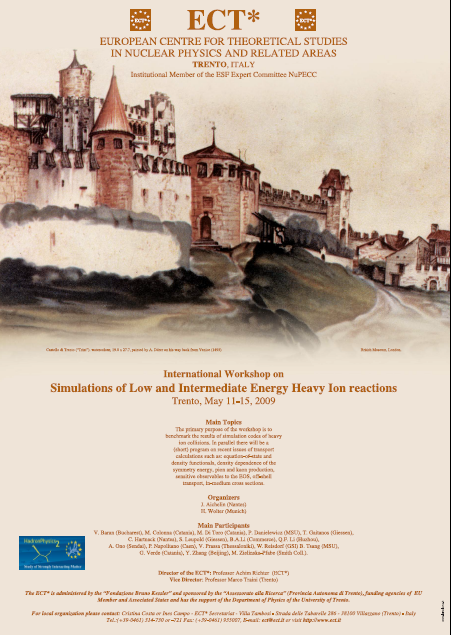 ECT*
EUROPEAN CENTRE FOR THEORETICAL STUDIES
IN NUCLEAR PHYSICS AND RELATED AREAS
TRENTO, ITALY
Institutional Member of the ESF Expert Committee NuPECC
Castello di Trento ("Trint"), watercolour, 19.8 x 27.7, painted by A. Dürer on his way back from Venice (1495)
British Museum, London
International Workshop on
Simulations of Low and Intermediate Energy Heavy Ion reactions
Trento, May 11-15, 2009
Main Topics
The primary purpose of the workshop is to
benchmark the results of simulation codes of heavy
ion collisions. In parallel there will be a
(short) program on recent issues of transport
calculations such as: equation-of-state and
density functionals, density dependence of the
symmetry energy, pion and kaon production,
sensitive observables to the EOS, off-shell
transport, in-medium cross sections.
Organizers
J. Aichelin (Nantes)
H. Wolter (Munich)
Main Participants
V. Baran (Bucharest), M. Colonna (Catania), M. Di Toro (Catania), P. Danielewicz (MSU), T. Gaitanos (Giessen),
C. Hartnack (Nantes), S. Leupold (Giessen), B.A.Li (Commerce), Q.F. Li (Huzhou),
A. Ono (Sendai), P. Napolitano (Caen), V. Prassa (Thessaloniki), W. Reisdorf (GSI) B. Tsang (MSU),
G. Verde (Catania), Y. Zhang (Beijing), M. Zielinska-Pfabe (Smith Coll.).
HadronPhysics 2
Study of Strongly Interacting Matter
Director of the ECT*: Professor Achim Richter (ECT*)
Vice Director: Professor Marco Traini (Trento)
The ECT* is administered by the "Fondazione Bruno Kessler" and sponsored by the "Assessorato alla Ricerca" (Provincia Autonoma di Trento), funding agencies of EU
Member and Associated States and has the support of the Department of Physics of the University of Trento.
For local organization please contact: Cristina Costa or Ines Campo - ECT* Secretariat - Villa Tambosi - Strada delle Tabarelle 286 - 38100 Villazzano (Trento) - Italy
Tel.:(+39-0461) 314-730 or -721 Fax: (+39-0461) 935007, E-mail: ect@ect.it or visit http://www.ect.it